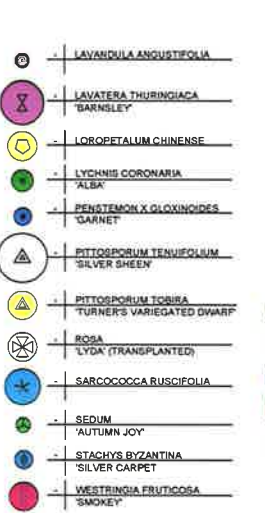 - LAVANDULA ANGUSTIFOLIA
- LAVATERA THURINGIACA
'BARNSLEY'
- LOROPETALUM CHINENSE
- LYCHNIS CORONARIA
'ALBA'
- PENSTEMON X GLOXINOIDES
'GARNET'
- PITTOSPORUM TENUIFOLIUM
'SILVER SHEEN'
- PITTOSPORUM TOBIRA
'TURNER'S VARIEGATED DWARF'
- ROSA
'LYDA' (TRANSPLANTED)
- SARCOCOCCA RUSCIFOLIA
- SEDUM
'AUTUMN JOY'
- STACHYS BYZANTINA
'SILVER CARPET
- WESTRINGIA FRUTICOSA
'SMOKEY'